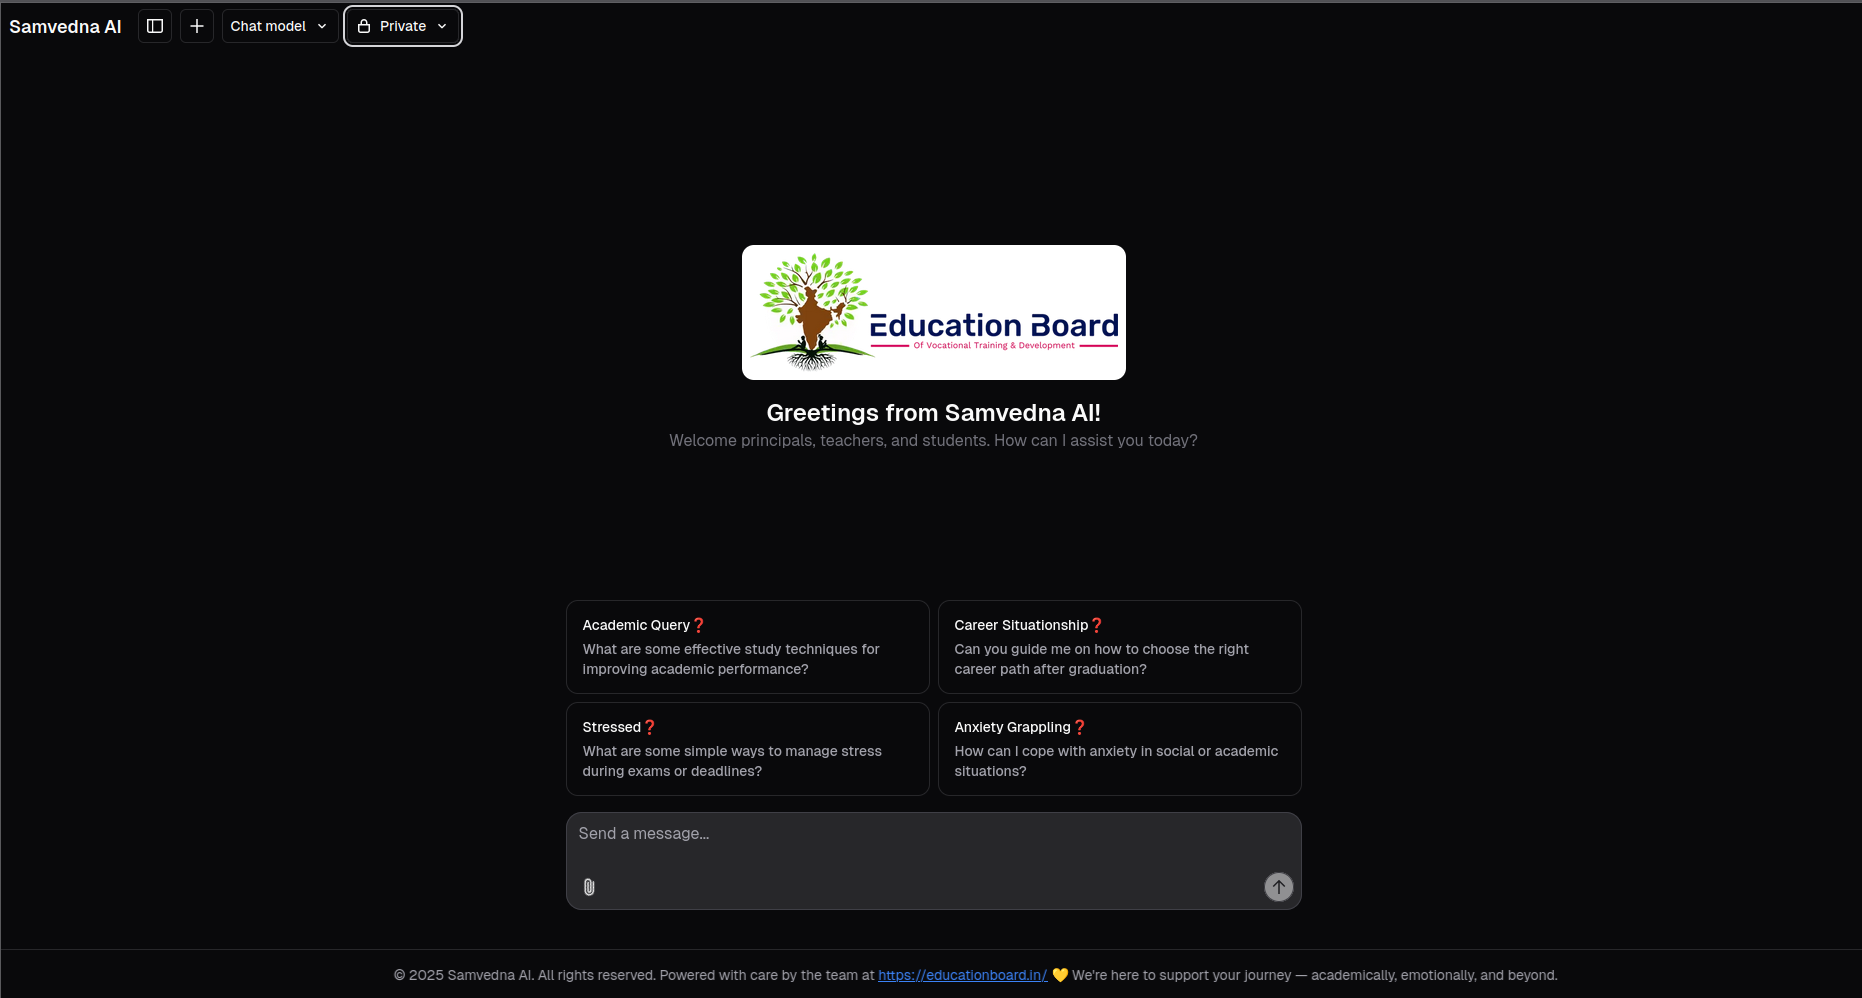 Samvedna AI
Chat model
Private
Education Board
Of Vocational Training & Development
Greetings from Samvedna AI!
Welcome principals, teachers, and students. How can I assist you today?
Academic Query❓
What are some effective study techniques for
improving academic performance?
Career Situationship❓
Can you guide me on how to choose the right
career path after graduation?
Stressed❓
What are some simple ways to manage stress
during exams or deadlines?
Anxiety Grappling❓
How can I cope with anxiety in social or academic
situations?
Send a message...
© 2025 Samvedna AI. All rights reserved. Powered with care by the team at https://educationboard.in/ 💛 We're here to support your journey — academically, emotionally, and beyond.